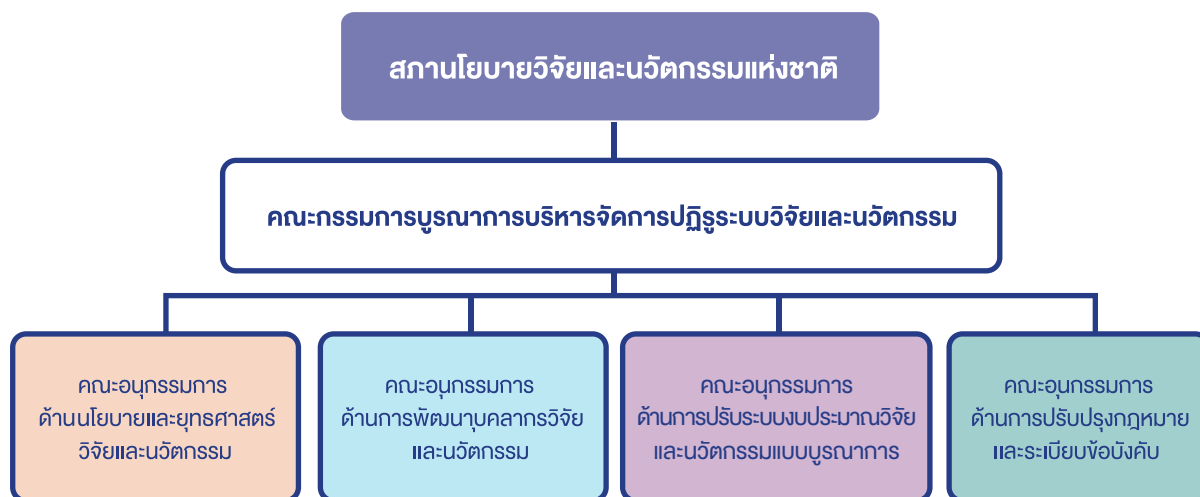 สภานโยบายวิจัยและนวัตกรรมแห่งชาติ
คณะกรรมการบูรณาการบริหารจัดการปฏิรูประบบวิจัยและนวัตกรรม
คณะอนุกรรมการ
ด้านนโยบายและยุทธศาสตร์
วิจัยและนวัตกรรม
คณะอนุกรรมการ
ด้านการพัฒนาบุคลากรวิจัย
และนวัตกรรม
คณะอนุกรรมการ
ด้านการปรับระบบงบประมาณวิจัย
และนวัตกรรมแบบบูรณาการ
คณะอนุกรรมการ
ด้านการปรับปรุงกฎหมาย
และระเบียบข้อบังคับ